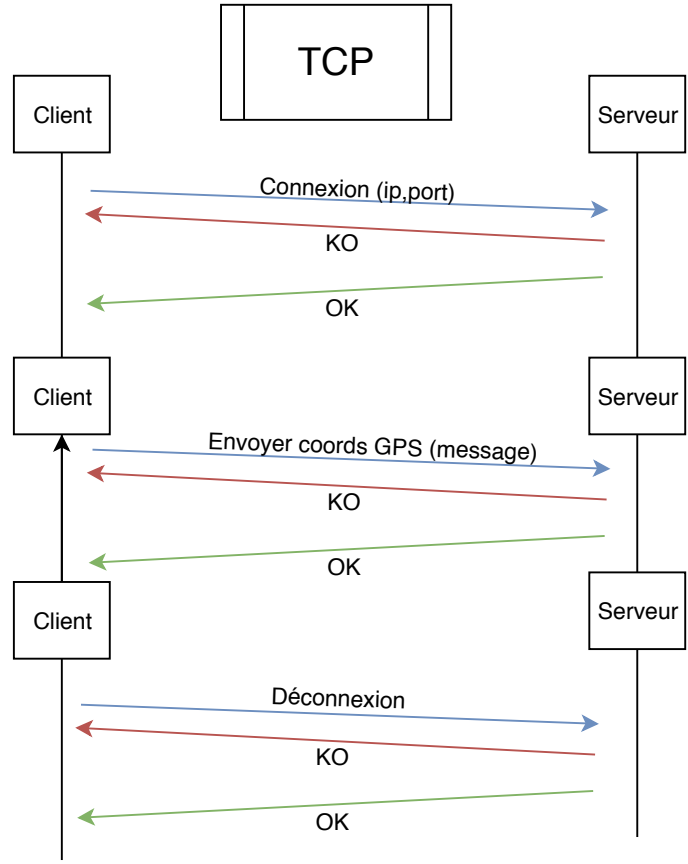 TCP
Client
Serveur
Connexion (ip,port)
KO
OK
Client
Serveur
Envoyer coords GPS (message)
KO
OK
Client
Serveur
Déconnexion
KO
OK